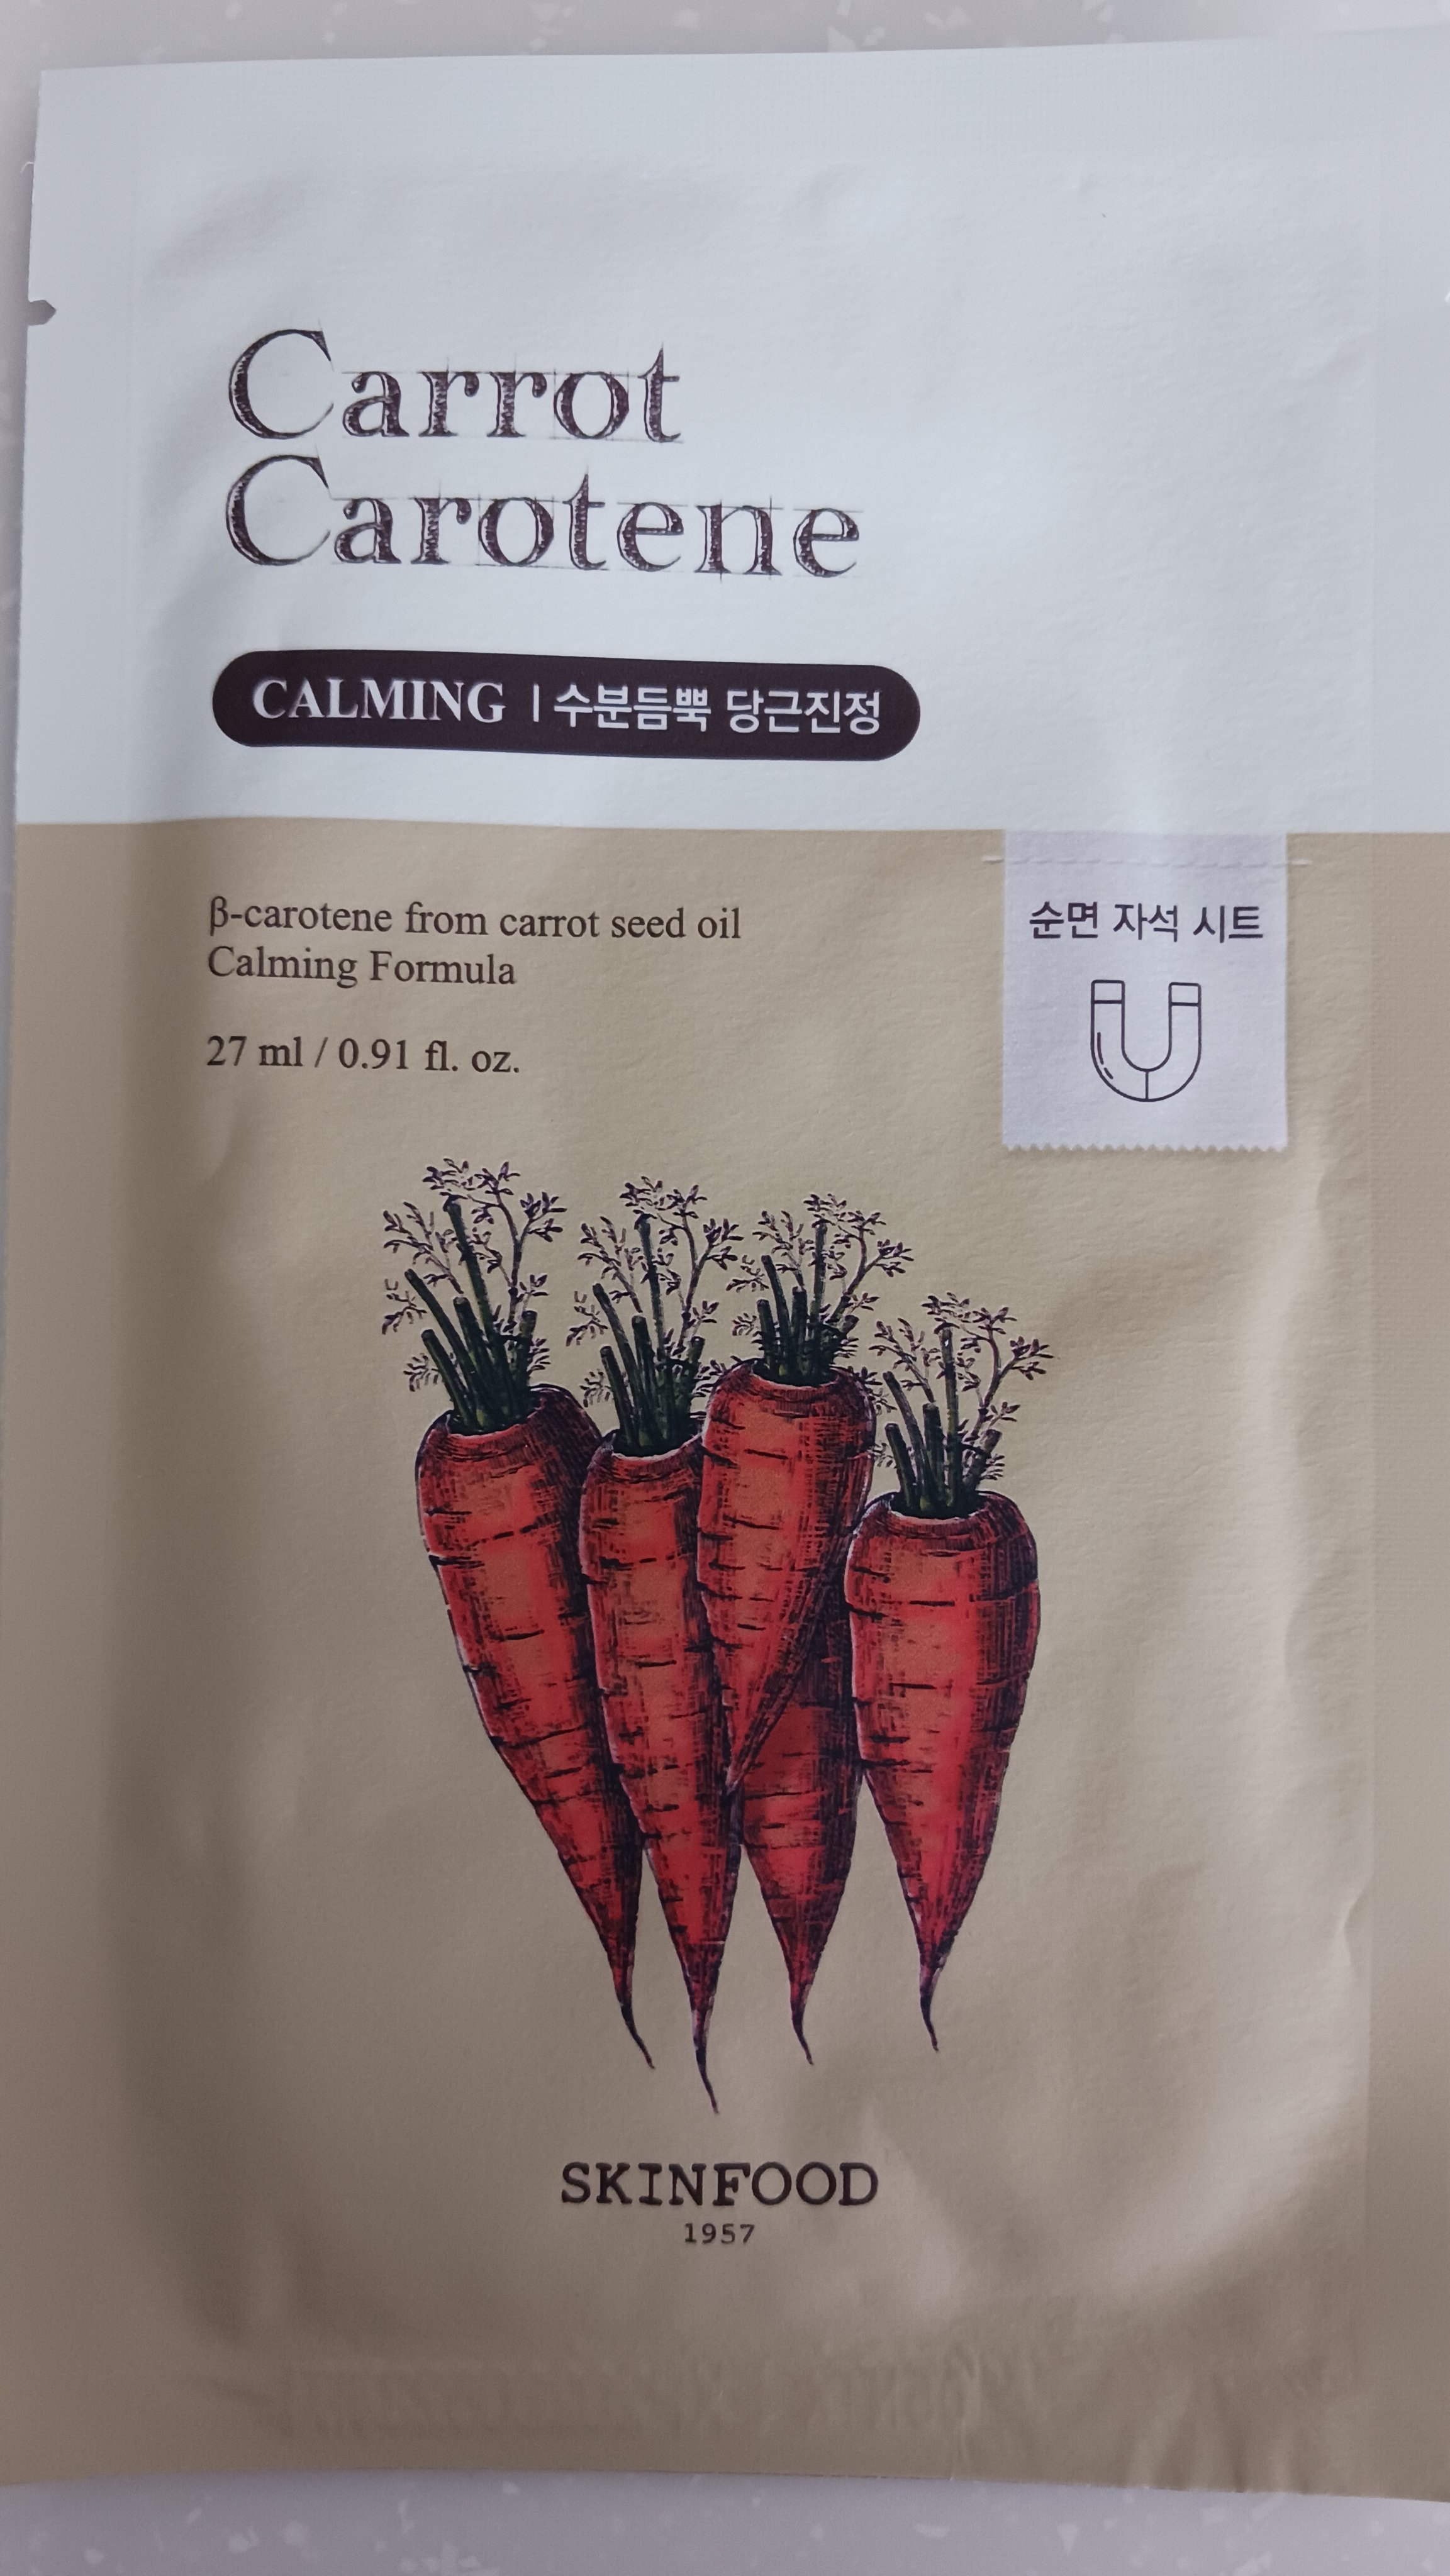 Carrot
Carotene
CALMING | 수분듬뿍 당근진정
β-carotene from carrot seed oil
Calming Formula
27 ml / 0.91 fl. oz.
순면 자석 시트
SKINFOOD
1957